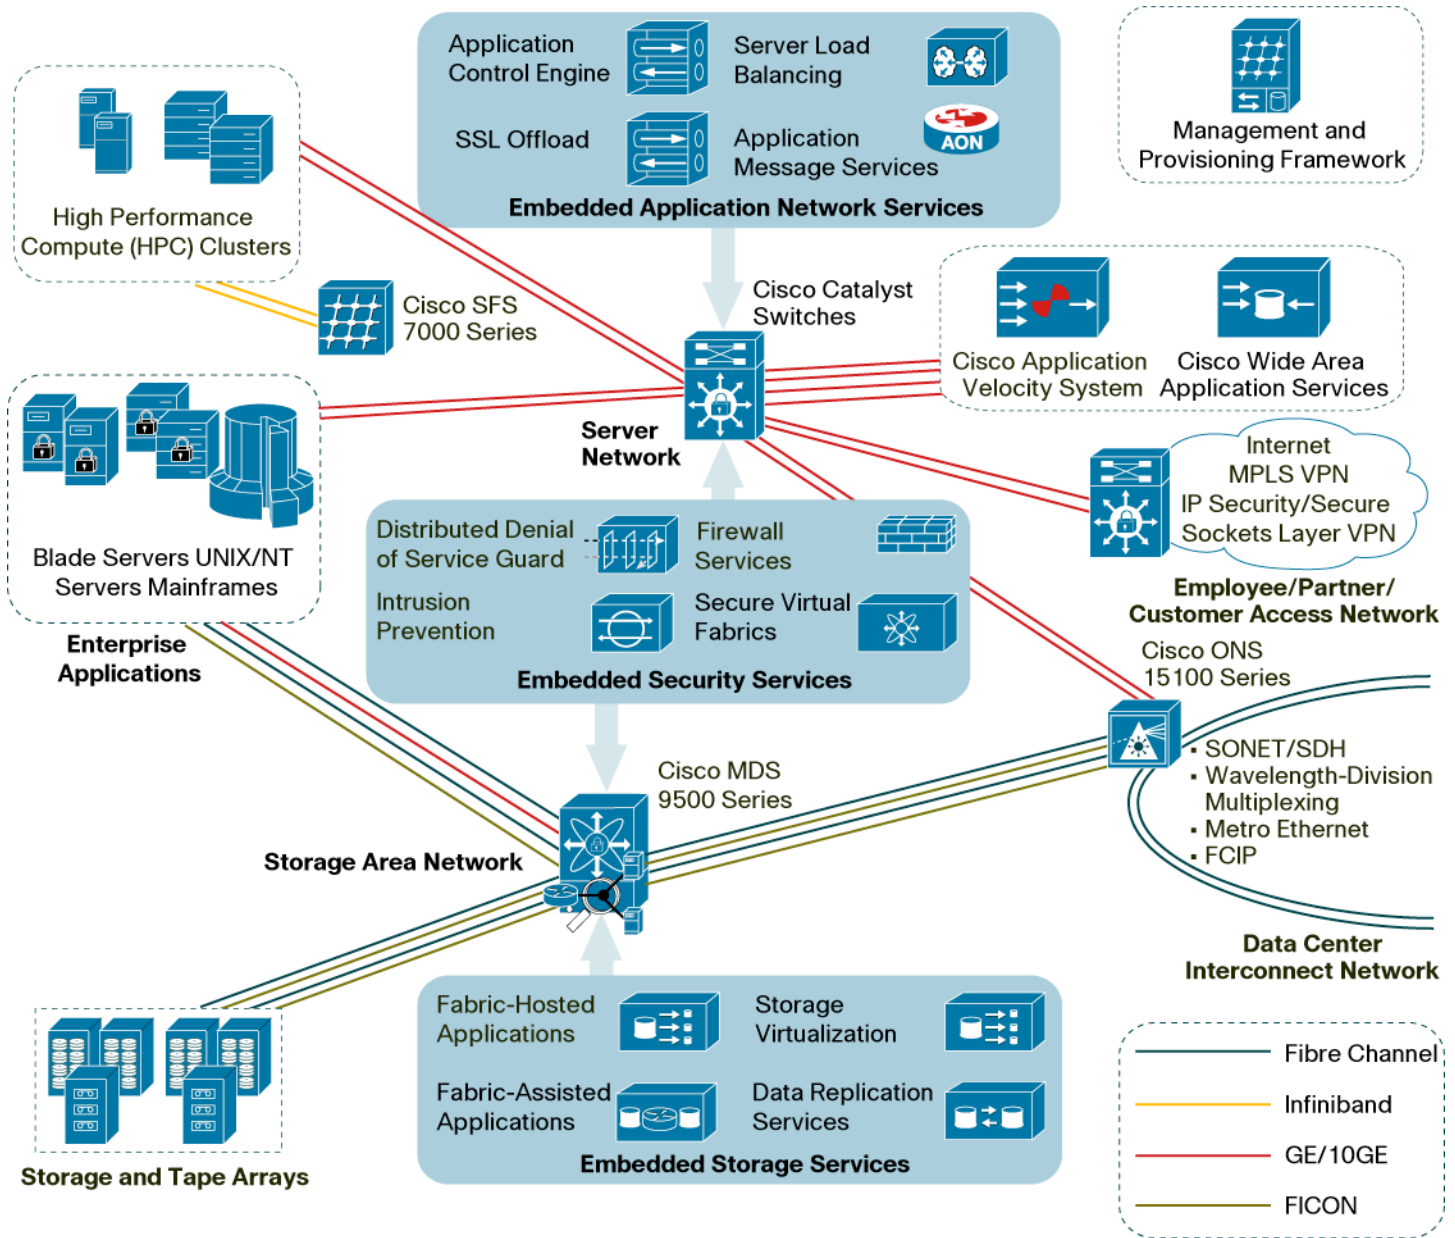 Application
Control Engine
Server Load
Balancing
SSL Offload
Application
Message Services
AON
Embedded Application Network Services
Management and
Provisioning Framework
High Performance
Compute (HPC) Clusters
Cisco SFS
7000 Series
Cisco Catalyst
Switches
Cisco Application
Velocity System
Cisco Wide Area
Application Services
Server
Network
Internet
MPLS VPN
IP Security/Secure
Sockets Layer VPN
Employee/Partner/
Customer Access Network
Blade Servers UNIX/NT
Servers Mainframes
Enterprise
Applications
Distributed Denial
of Service Guard
Firewall
Services
Intrusion
Prevention
Secure Virtual
Fabrics
Embedded Security Services
Cisco ONS
15100 Series
▪ SONET/SDH
▪ Wavelength-Division
Multiplexing
▪ Metro Ethernet
▪ FCIP
Data Center
Interconnect Network
Cisco MDS
9500 Series
Storage Area Network
Storage and Tape Arrays
Fabric-Hosted
Applications
Storage
Virtualization
Fabric-Assisted
Applications
Data Replication
Services
Embedded Storage Services
Fibre Channel
Infiniband
GE/10GE
FICON